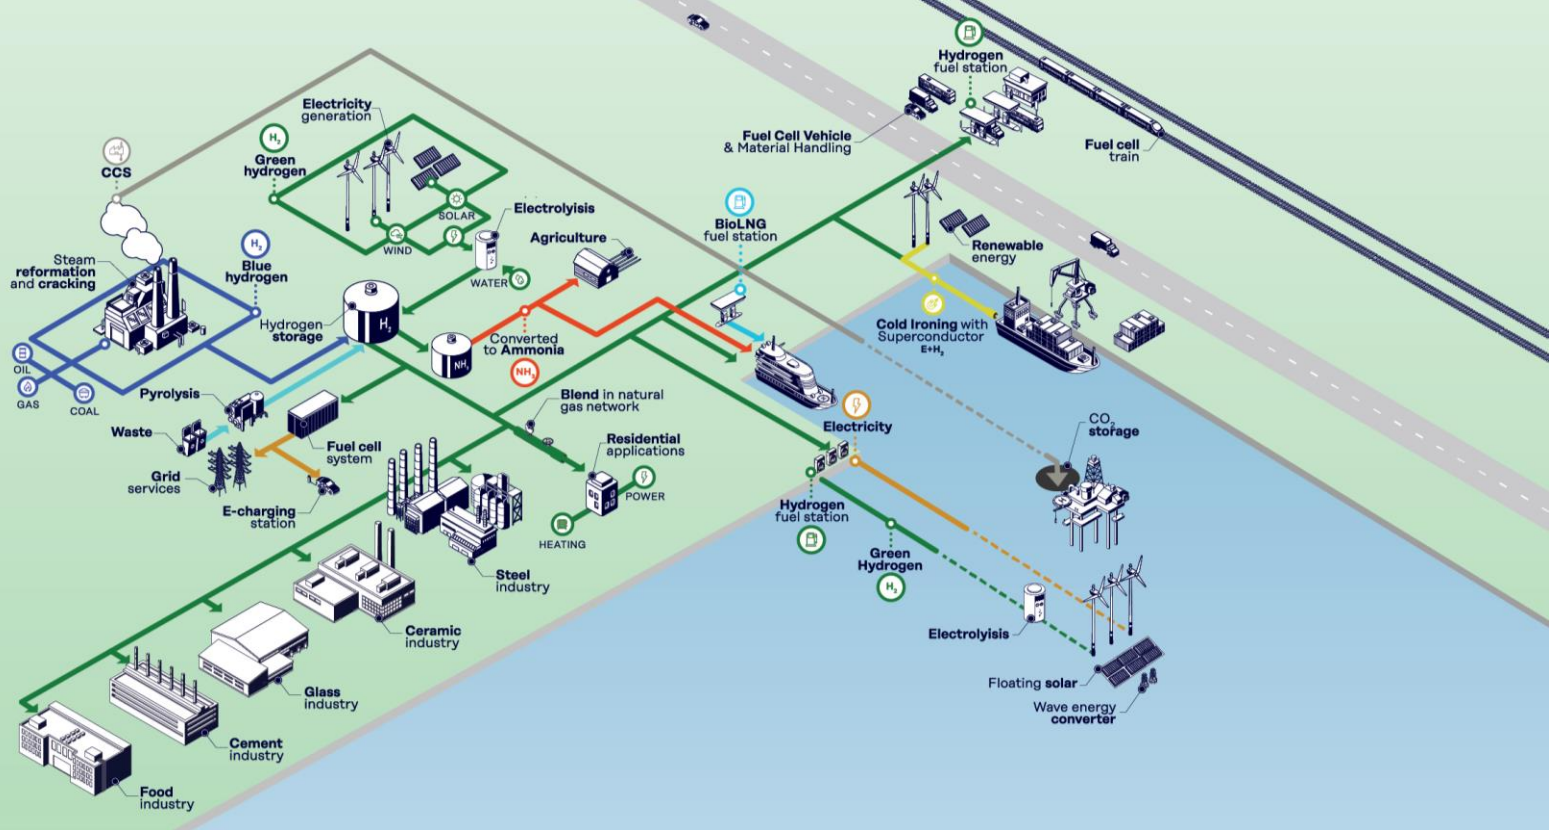 Hydrogen
fuel station
Electricity
generation
H₂
Green
hydrogen
Fuel Cell Vehicle
& Material Handling
Fuel cell
train
CCS
SOLAR
WIND
Electrolyisis
WATER
Agriculture
BioLNG
fuel station
Renewable
energy
H₂
Blue
hydrogen
Steam
reformation
and cracking
Hydrogen
storage
H₂
NH₃
Converted
to Ammonia
NH₃
Cold Ironing with
Superconductor
E+H₂
OIL
GAS
COAL
Pyrolysis
Waste
Grid
services
Fuel cell
system
E-charging
station
Blend in natural
gas network
Residential
applications
POWER
HEATING
Electricity
CO₂
storage
Hydrogen
fuel station
Green
Hydrogen
H₂
Steel
industry
Ceramic
industry
Glass
industry
Cement
industry
Food
industry
Electrolyisis
Floating solar
Wave energy
converter